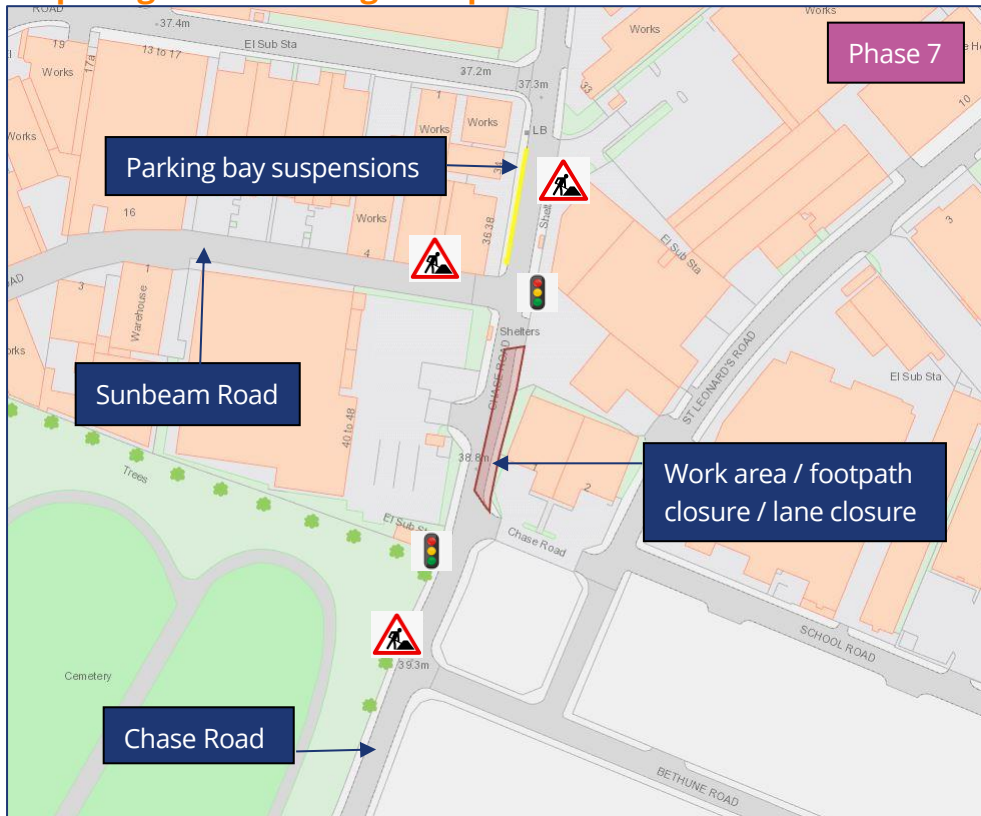 ROAD
37.4m
El Sub Sta
Works
Works
19
17a
13 to 17
Works
37.2m
37.3m
33
Phase 7
10
Works
1
Works
Works
LB
Parking bay suspensions
34
16
Works
36 38
4
El Sub Sta
3
1
3
Warehouse
Shelters
CHASE ROAD
ST LEONARD'S ROAD
El Sub Sta
Sunbeam Road
40 to 48
38.8m
1
2
Work area / footpath
closure / lane closure
Trees
El Sub Sta
Chase Road
SCHOOL ROAD
39.3m
Cemetery
Chase Road
BETHUNE ROAD